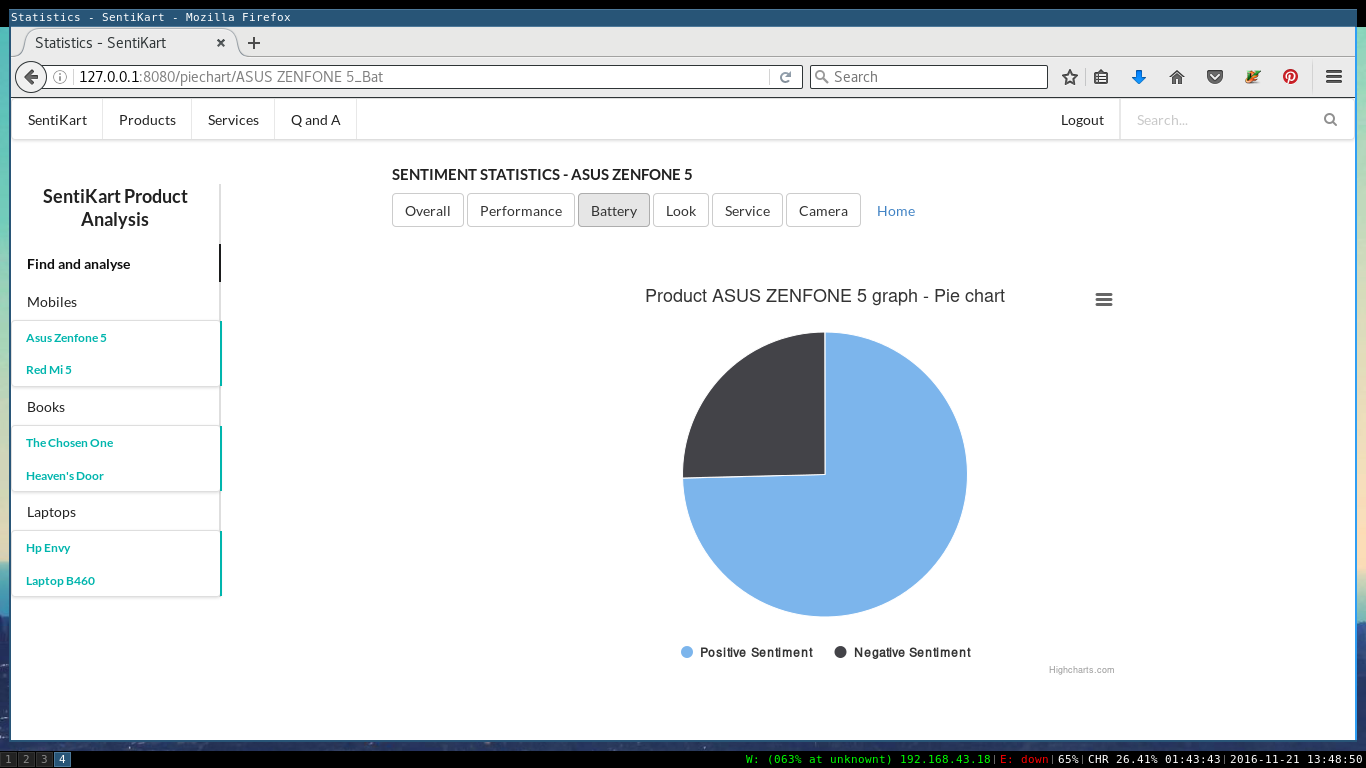 Statistics - SentiKart - Mozilla Firefox
Statistics - SentiKart
127.0.0.1:8080/piechart/ASUS ZENFONE 5_Bat
Search
SentiKart Products Services Q and A Logout Search...
SentiKart Product
Analysis
Find and analyse
Mobiles
Asus Zenfone 5
Red Mi 5
Books
The Chosen One
Heaven's Door
Laptops
Hp Envy
Laptop B460
SENTIMENT STATISTICS - ASUS ZENFONE 5
Overall Performance Battery Look Service Camera Home
Product ASUS ZENFONE 5 graph - Pie chart
Positive Sentiment Negative Sentiment
Highcharts.com
1 2 3 4 W: (063% at unknownt) 192.168.43.18|E: down|65%|CHR 26.41% 01:43:43|2016-11-21 13:48:50